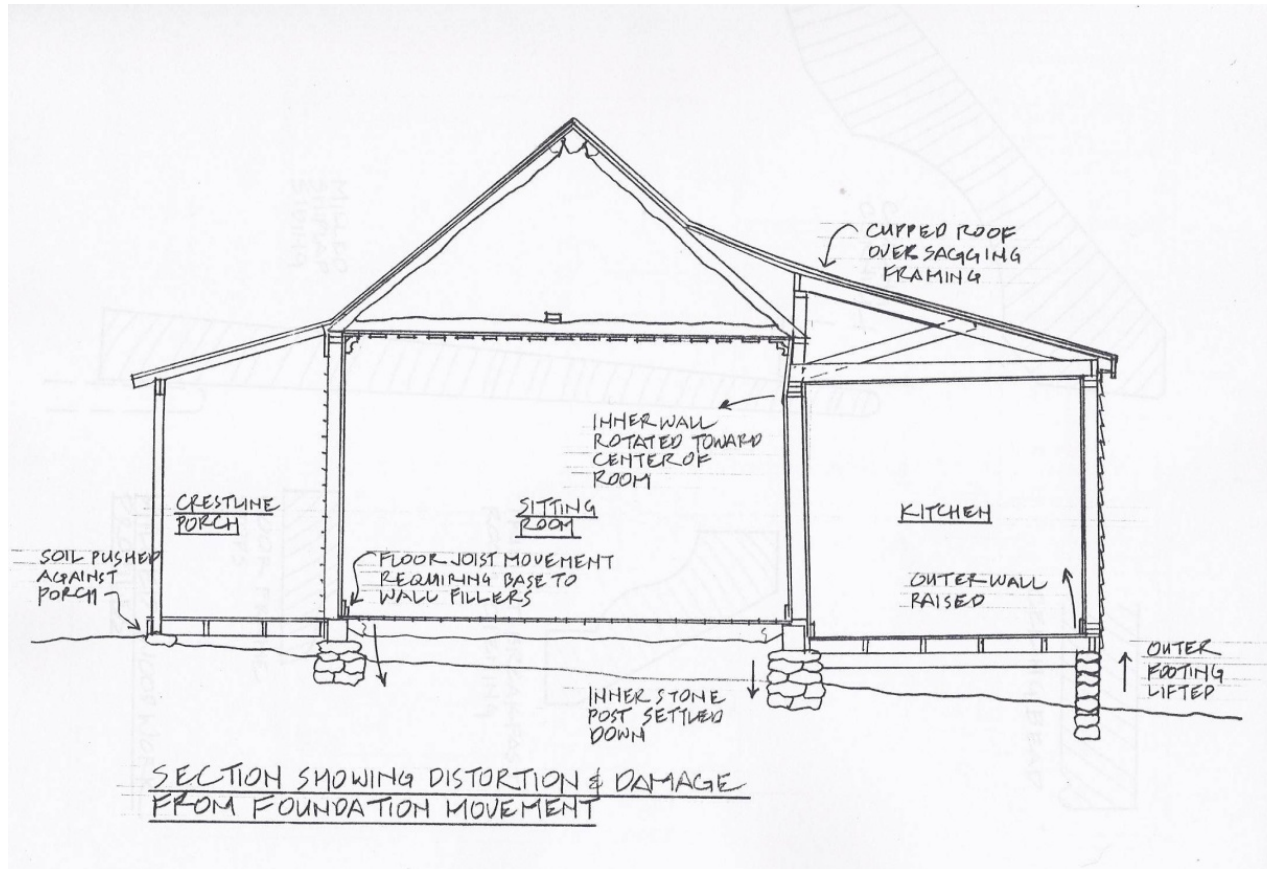 CUPPED ROOF
OVER SAGGING
FRAMING
INNER WALL
ROTATED TOWARD
CENTER OF
ROOM
CRESTLINE
PORCH
SITTING
ROOM
KITCHEN
SOIL PUSHED
AGAINST
PORCH
FLOOR JOIST MOVEMENT
REQUIRING BASE TO
WALL FILLERS
OUTER WALL
RAISED
INNER STONE
POST SETTLED
DOWN
OUTER
FOOTING
LIFTED
SECTION SHOWING DISTORTION & DAMAGE
FROM FOUNDATION MOVEMENT